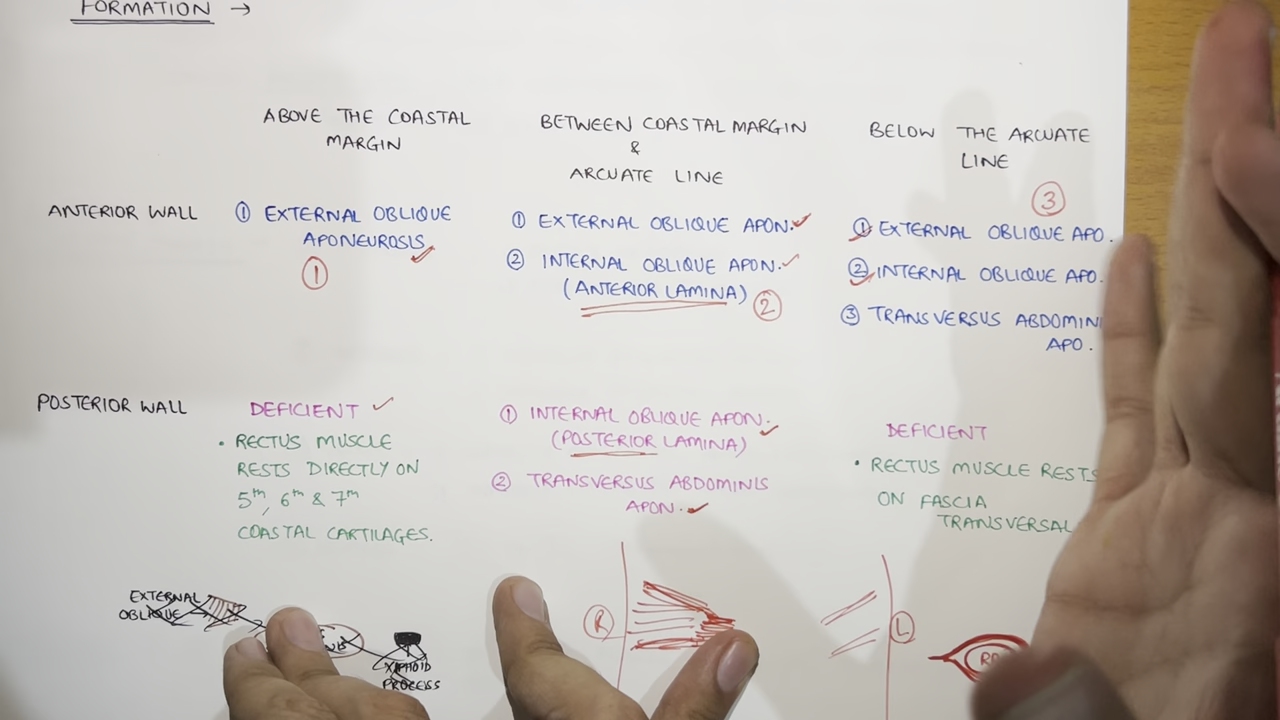 FORMATION →
ABOVE THE COASTAL
MARGIN
BETWEEN COASTAL MARGIN
&
ARCUATE LINE
BELOW THE ARCUATE
LINE
ANTERIOR WALL
① EXTERNAL OBLIQUE
APONEUROSIS
①
① EXTERNAL OBLIQUE APON.
② INTERNAL OBLIQUE APON.
(ANTERIOR LAMINA)
②
③
① EXTERNAL OBLIQUE APO.
② INTERNAL OBLIQUE APO.
③ TRANSVERSUS ABDOMIN
APO.
POSTERIOR WALL
DEFICIENT
• RECTUS MUSCLE
RESTS DIRECTLY ON
5th, 6th & 7th
COASTAL CARTILAGES.
① INTERNAL OBLIQUE APON.
(POSTERIOR LAMINA)
② TRANSVERSUS ABDOMINIS
APON.
DEFICIENT
• RECTUS MUSCLE RESTS
ON FASCIA
TRANSVERSAL
EXTERNAL
OBLIQUE
XIPHOID
PROCESS
R
L